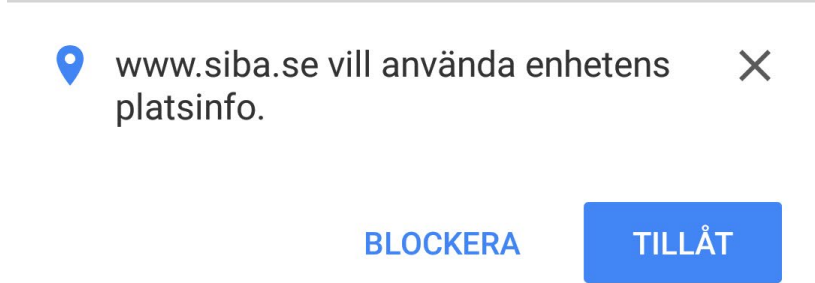 www.siba.se vill använda enhetens
platsinfo.
BLOCKERA
TILLÅT